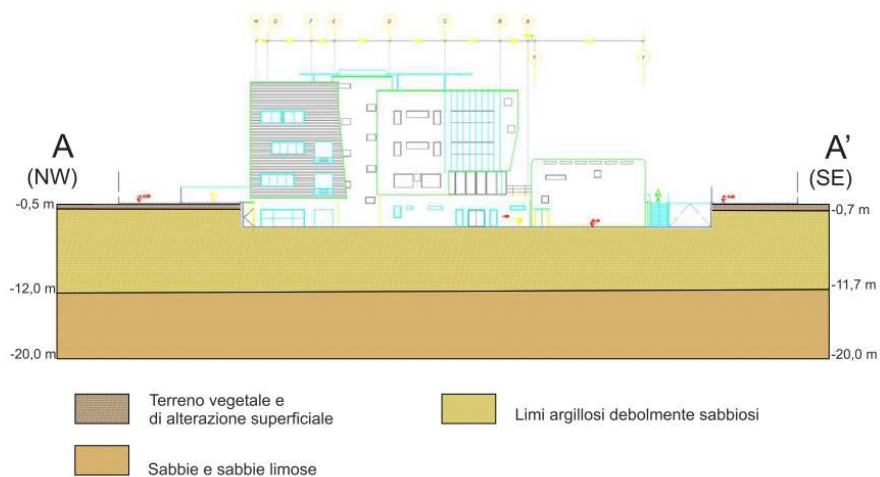 H G F E D C B A
A
(NW)
A'
(SE)
-0,5 m
-0,7 m
-12,0 m
-11,7 m
-20,0 m
-20,0 m
Terreno vegetale e
di alterazione superficiale
Limi argillosi debolmente sabbiosi
Sabbie e sabbie limose